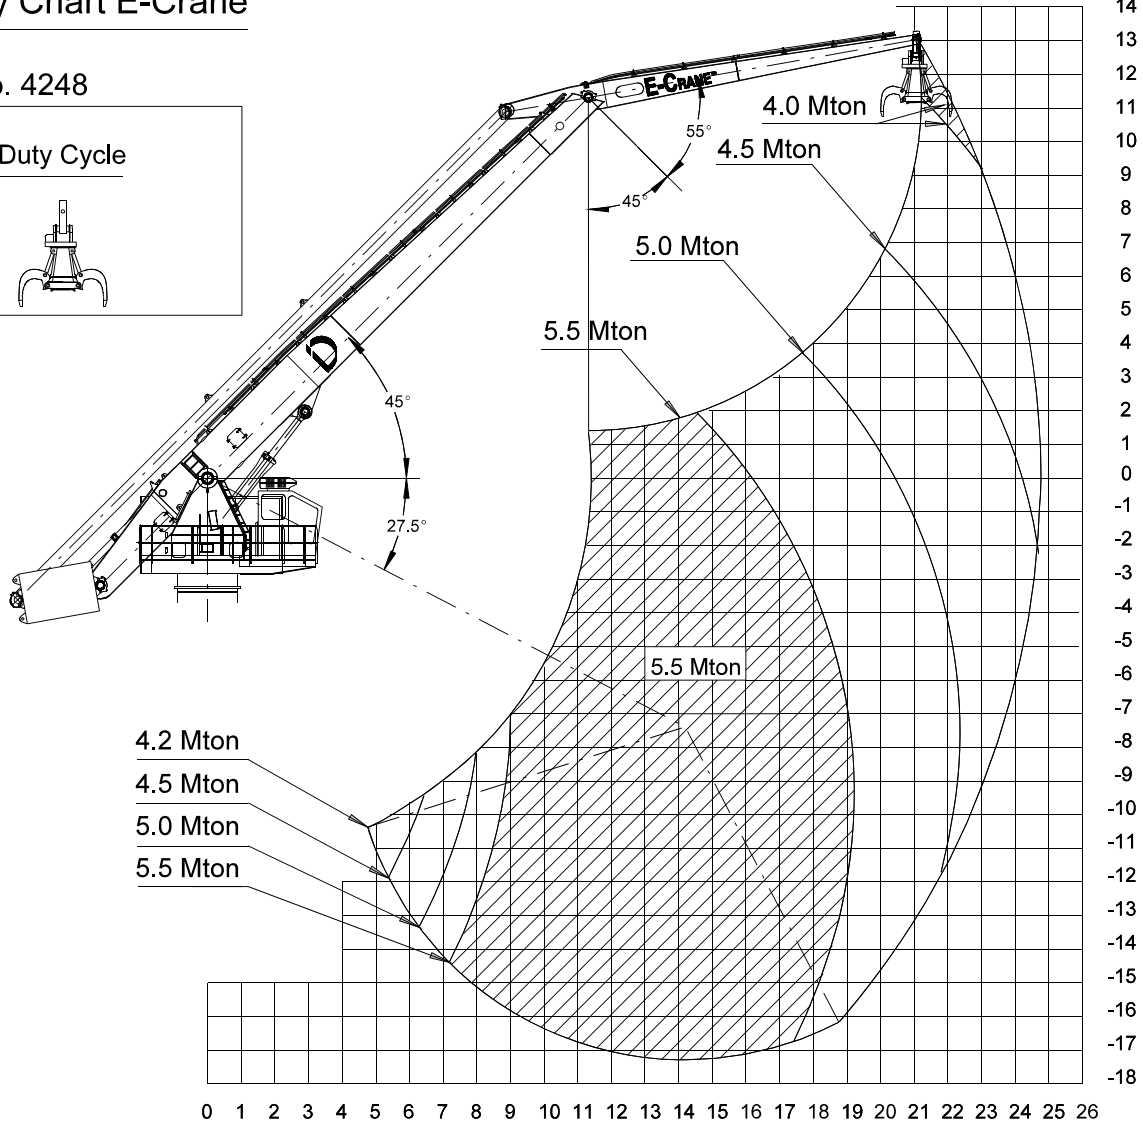 y Chart E-Crane
o. 4248
Duty Cycle
E-CRANE™
D
4.0 Mton
4.5 Mton
5.0 Mton
5.5 Mton
55°
45°
45°
27.5°
5.5 Mton
4.2 Mton
4.5 Mton
5.0 Mton
5.5 Mton
14
13
12
11
10
9
8
7
6
5
4
3
2
1
0
-1
-2
-3
-4
-5
-6
-7
-8
-9
-10
-11
-12
-13
-14
-15
-16
-17
-18
0 1 2 3 4 5 6 7 8 9 10 11 12 13 14 15 16 17 18 19 20 21 22 23 24 25 26